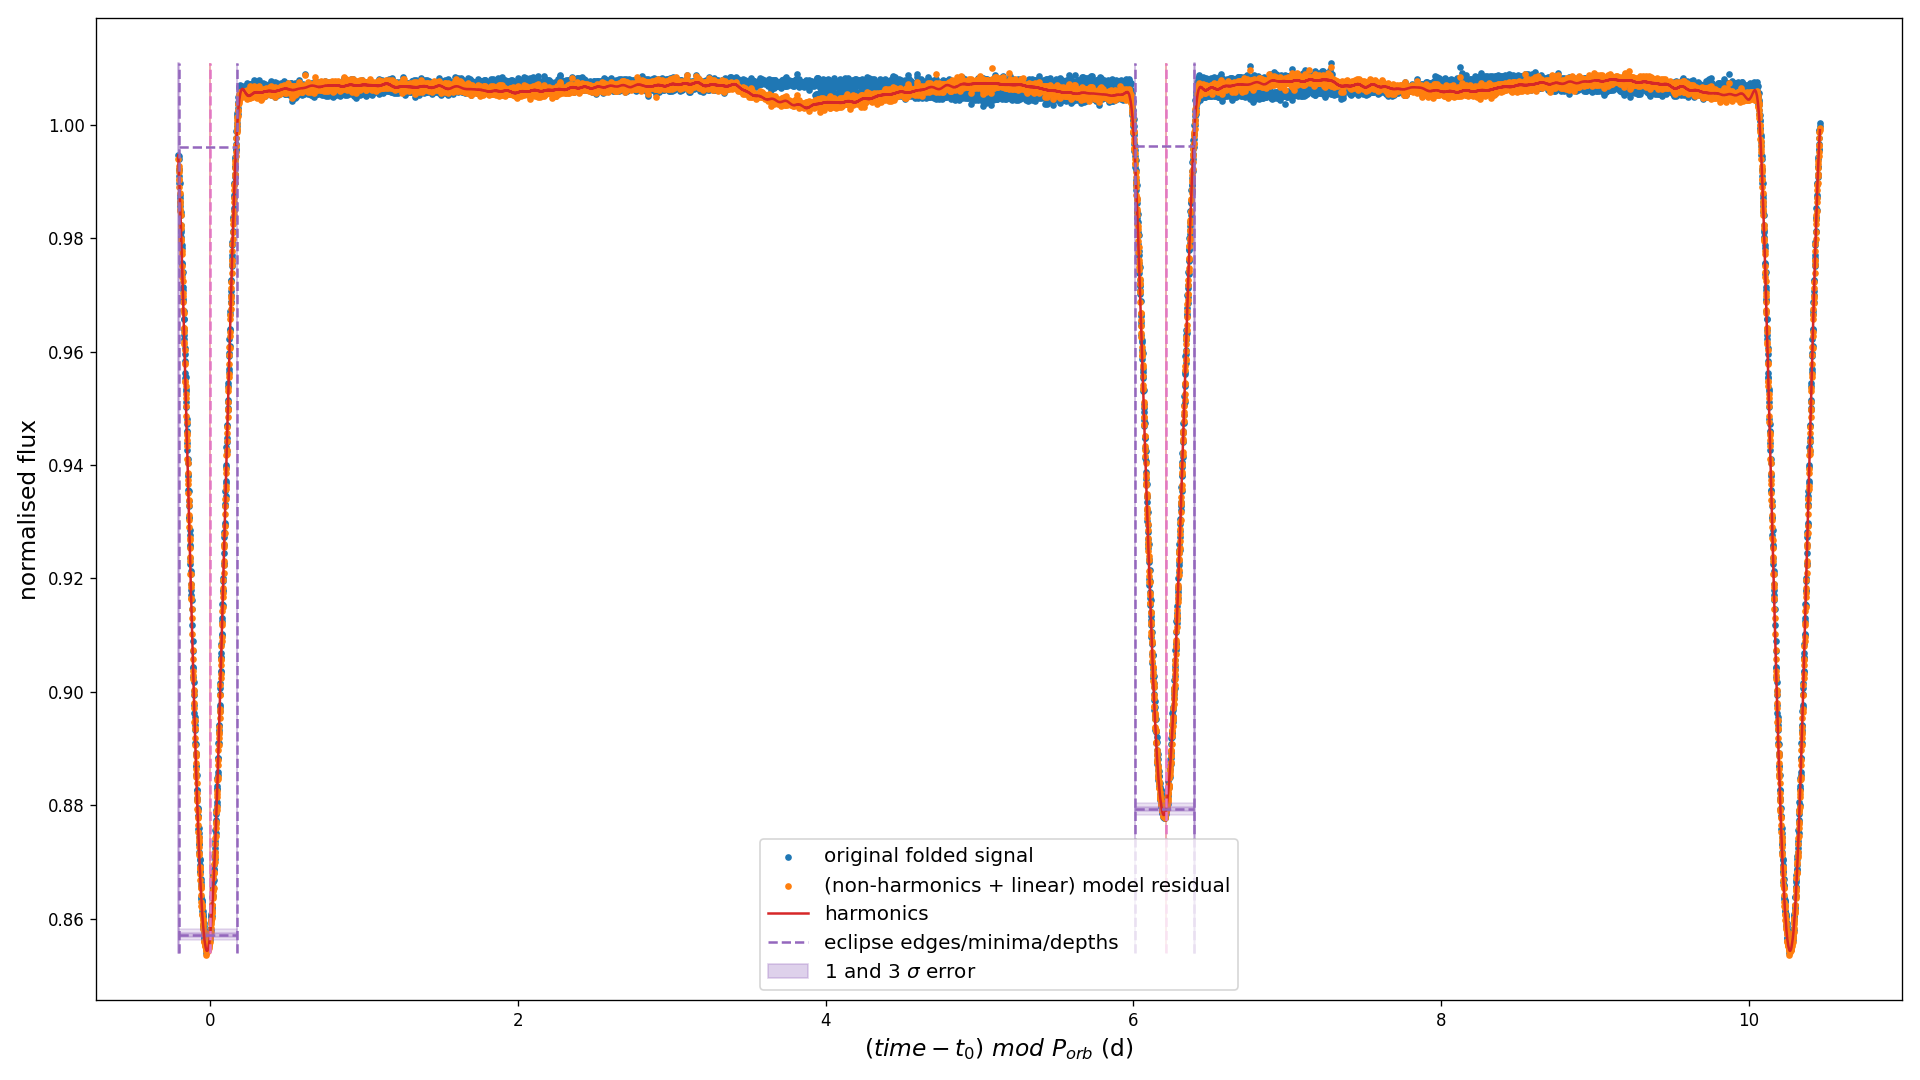 normalised flux
1.00
0.98
0.96
0.94
0.92
0.90
0.88
0.86
original folded signal
(non-harmonics + linear) model residual
harmonics
eclipse edges/minima/depths
1 and 3 σ error
0 2 4 6 8 10
(time − t₀) mod P_orb (d)